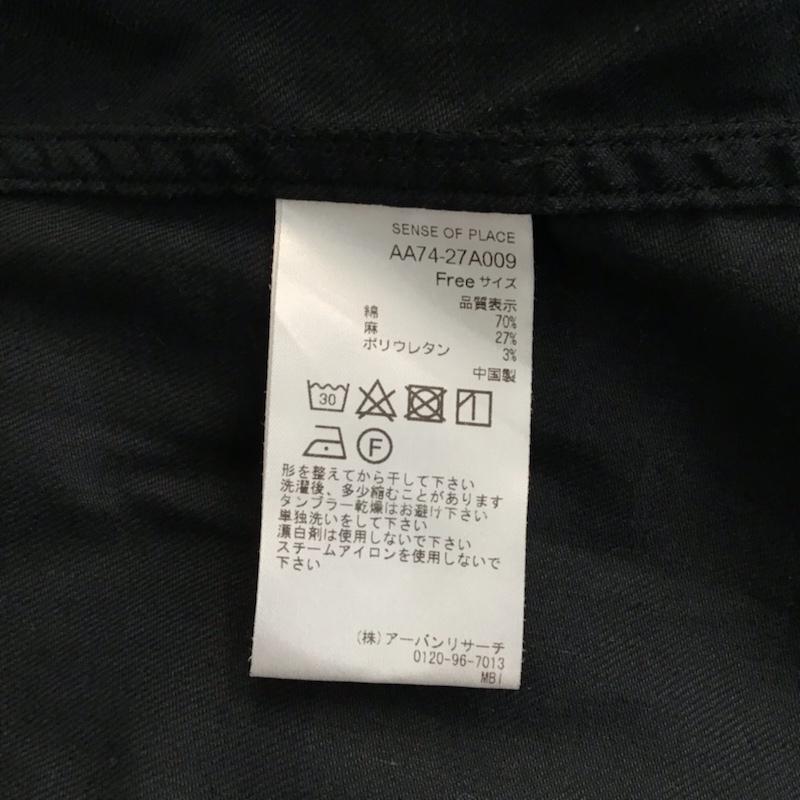 SENSE OF PLACE
AA74-27A009
Free サイズ
品質表示
綿 70%
麻 27%
ポリウレタン 3%
中国製
30
F
形を整えてから干して下さい
洗濯後、多少縮むことがあります
タンブラー乾燥はお避け下さい
単独洗いをして下さい
漂白剤は使用しないで下さい
スチームアイロンを使用しないで
下さい
(株)アーバンリサーチ
0120-96-7013
MBI